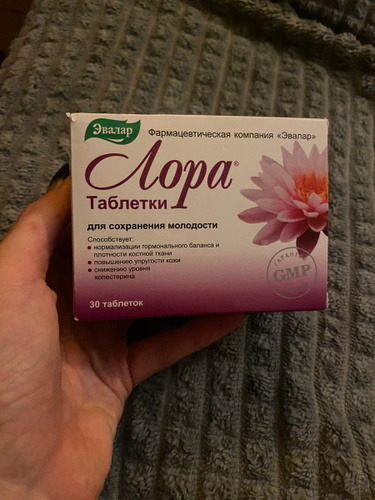 Эвалар
Фармацевтическая компания «Эвалар»
Лора®
Таблетки
для сохранения молодости
Способствует:
• нормализации гормонального баланса и
плотности костной ткани
• повышению упругости кожи
• снижению уровня
холестерина
30 таблеток
ГАРАНТИЯ
GMP